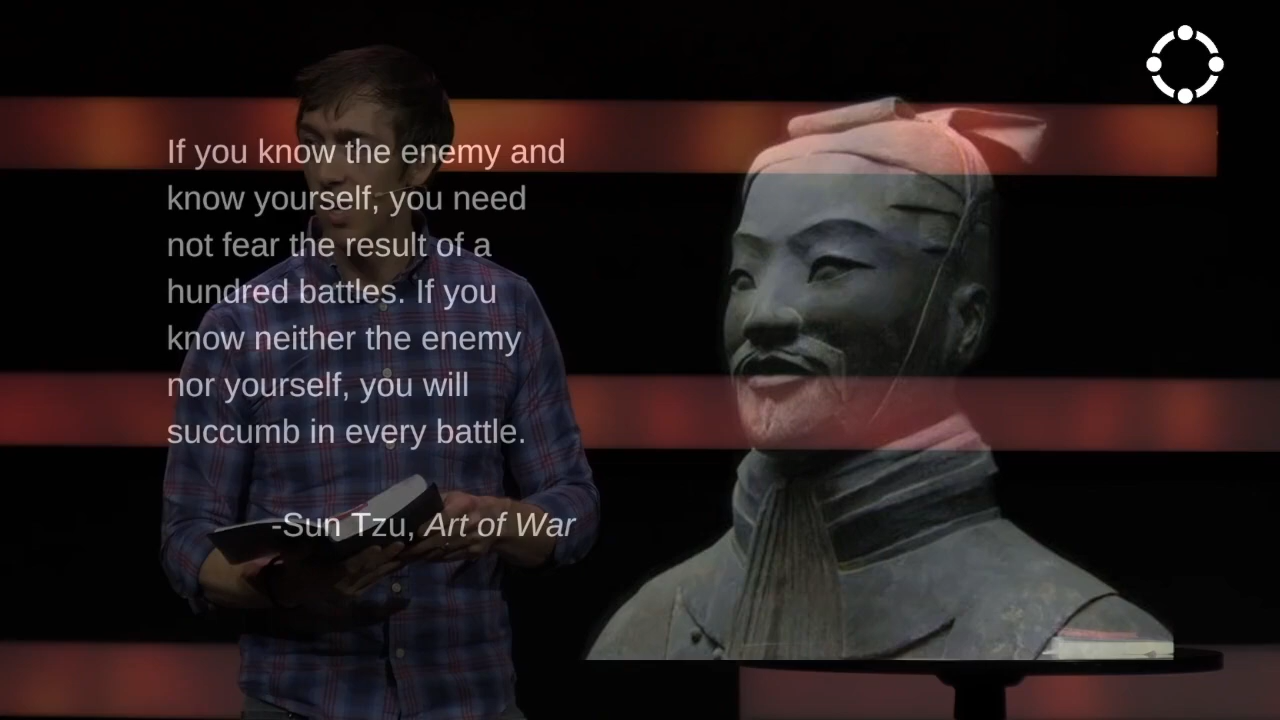 If you know the enemy and
know yourself, you need
not fear the result of a
hundred battles. If you
know neither the enemy
nor yourself, you will
succumb in every battle.
-Sun Tzu, Art of War